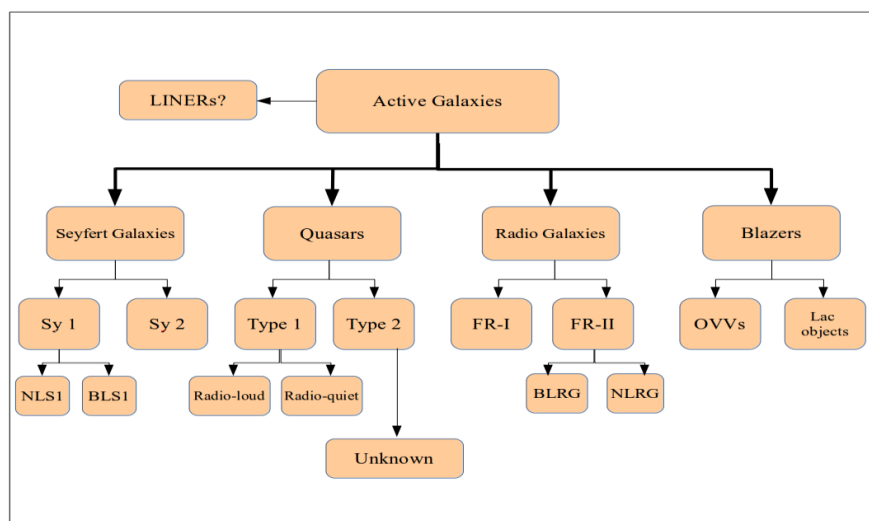 LINERs?
Active Galaxies
Seyfert Galaxies
Quasars
Radio Galaxies
Blazers
Sy 1
Sy 2
Type 1
Type 2
FR-I
FR-II
OVVs
Lac
objects
NLS1
BLS1
Radio-loud
Radio-quiet
BLRG
NLRG
Unknown